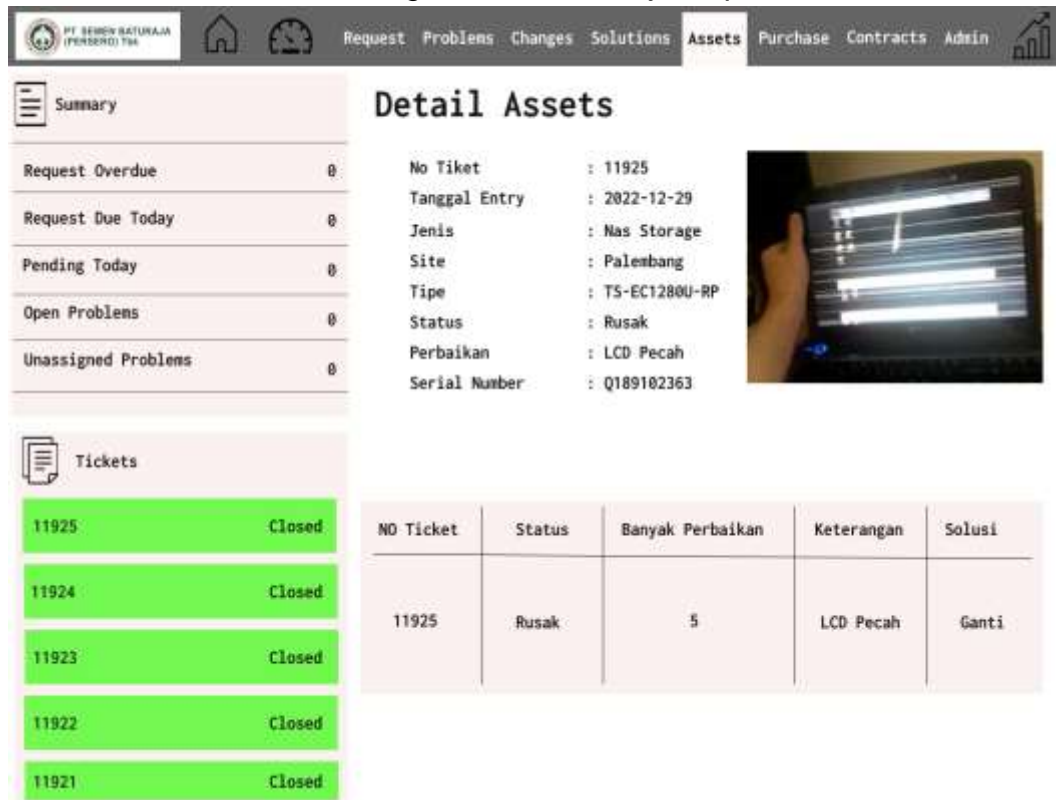 PT SEMEN BATURAJA
(PERSERO) Tbk
Request Problems Changes Solutions Assets Purchase Contracts Admin
Summary
Request Overdue 0
Request Due Today 0
Pending Today 0
Open Problems 0
Unassigned Problems 0
Detail Assets
No Tiket : 11925
Tanggal Entry : 2022-12-29
Jenis : Nas Storage
Site : Palembang
Tipe : TS-EC1280U-RP
Status : Rusak
Perbaikan : LCD Pecah
Serial Number : Q189102363
Tickets
11925 Closed
11924 Closed
11923 Closed
11922 Closed
11921 Closed
NO Ticket Status Banyak Perbaikan Keterangan Solusi
11925 Rusak 5 LCD Pecah Ganti